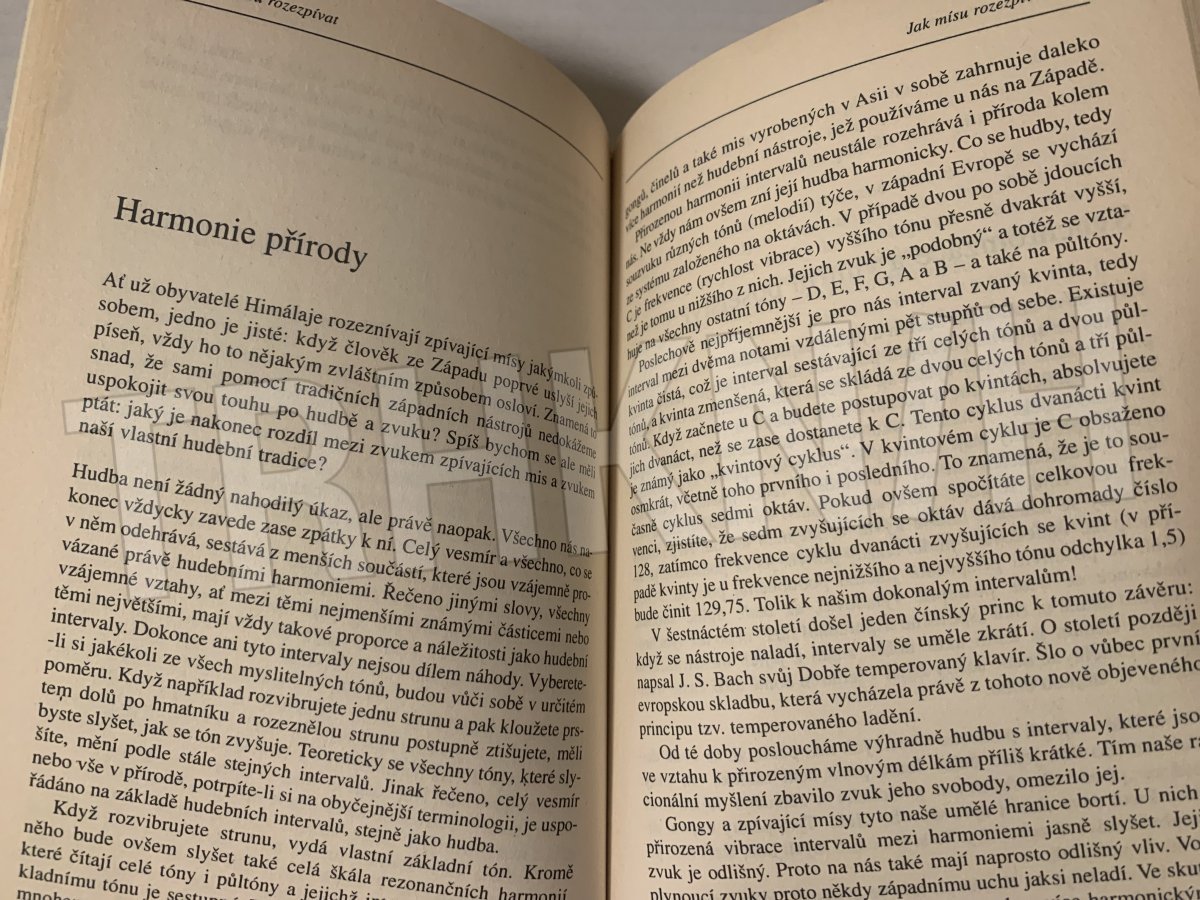 rozezpívat
Harmonie přírody
Ať už obyvatelé Himálaje rozeznívají zpívající mísy jakýmkoli způ-
sobem, jedno je jisté: když člověk ze Západu poprvé uslyší jejich
píseň, vždy ho to nějakým zvláštním způsobem osloví. Znamená to
snad, že sami pomocí tradičních západních nástrojů nedokážeme
uspokojit svou touhu po hudbě a zvuku? Spíš bychom se ale měli
ptát: jaký je nakonec rozdíl mezi zvukem zpívajících mis a zvukem
naší vlastní hudební tradice?
Hudba není žádný nahodilý úkaz, ale právě naopak. Všechno nás na-
konec vždycky zavede zase zpátky k ní. Celý vesmír a všechno, co se
v něm odehrává, sestává z menších součástí, které jsou vzájemně pro-
vázané právě hudebními harmoniemi. Řečeno jinými slovy, všechny
vzájemné vztahy, ať mezi těmi nejmenšími známými částicemi nebo
těmi největšími, mají vždy takové proporce a náležitosti jako hudební
intervaly. Dokonce ani tyto intervaly nejsou dílem náhody. Vyberete-
-li si jakékoli ze všech myslitelných tónů, budou vůči sobě v určitém
poměru. Když například rozvibrujete jednu strunu a pak kloužete prs-
tem dolů po hmatníku a rozeznělou strunu postupně ztišujete, měli
byste slyšet, jak se tón zvyšuje. Teoreticky se všechny tóny, které sly-
šíte, mění podle stále stejných intervalů. Jinak řečeno, celý vesmír
nebo vše v přírodě, potrpíte-li si na obyčejnější terminologii, je uspo-
řádáno na základě hudebních intervalů, stejně jako hudba.
Když rozvibrujete strunu, vydá vlastní základní tón. Kromě
něho bude ovšem slyšet také celá škála rezonančních harmonií,
které čítají celé tóny i půltóny a jejichž
kladnímu tónu je
Jak mísu
gongů, činelů a také mis vyrobených v Asii v sobě zahrnuje daleko
více harmonií než hudební nástroje, jež používáme u nás na Západě.
Přirozenou harmonii intervalů neustále rozehrává i příroda kolem
nás. Ne vždy nám ovšem zní její hudba harmonicky. Co se hudby, tedy
souzvuku různých tónů (melodií) týče, v západní Evropě se vychází
ze systému založeného na oktávách. V případě dvou po sobě jdoucích
C je frekvence (rychlost vibrace) vyššího tónu přesně dvakrát vyšší,
než je tomu u nižšího z nich. Jejich zvuk je „podobný“ a totéž se vzta-
huje na všechny ostatní tóny – D, E, F, G, A a B – a také na půltóny.
Poslechově nejpříjemnější je pro nás interval zvaný kvinta, tedy
interval mezi dvěma notami vzdálenými pět stupňů od sebe. Existuje
kvinta čistá, což je interval sestávající ze tří celých tónů a dvou půl-
tónů, a kvinta zmenšená, která se skládá ze dvou celých tónů a tří půl-
tónů. Když začnete u C a budete postupovat po kvintách, absolvujete
jich dvanáct, než se zase dostanete k C. Tento cyklus dvanácti kvint
je známý jako „kvintový cyklus“. V kvintovém cyklu je C obsaženo
osmkrát, včetně toho prvního i posledního. To znamená, že je to sou-
časně cyklus sedmi oktáv. Pokud ovšem spočítáte celkovou frek-
venci, zjistíte, že sedm zvyšujících se oktáv dává dohromady číslo
128, zatímco frekvence cyklu dvanácti zvyšujících se kvint (v pří-
padě kvinty je u frekvence nejnižšího a nejvyššího tónu odchylka 1,5)
bude činit 129,75. Tolik k našim dokonalým intervalům!
V šestnáctém století došel jeden čínský princ k tomuto závěru:
když se nástroje naladí, intervaly se uměle zkrátí. O století později
napsal J. S. Bach svůj Dobře temperovaný klavír. Šlo o vůbec první
evropskou skladbu, která vycházela právě z tohoto nově objeveného
principu tzv. temperovaného ladění.
Od té doby posloucháme výhradně hudbu s intervaly, které jso
ve vztahu k přirozeným vlnovým délkám příliš krátké. Tím naše ra
cionální myšlení zbavilo zvuk jeho svobody, omezilo jej.
Gongy a zpívající mísy tyto naše umělé hranice bortí. U nich
přirozená vibrace intervalů mezi harmoniemi jasně slyšet. Jeji
zvuk je odlišný. Proto na nás také mají naprosto odlišný vliv. Vo
plynoucí zvuky proto někdy západnímu uchu jaksi neladí. Ve sku
harmonickým
TRHKNIH